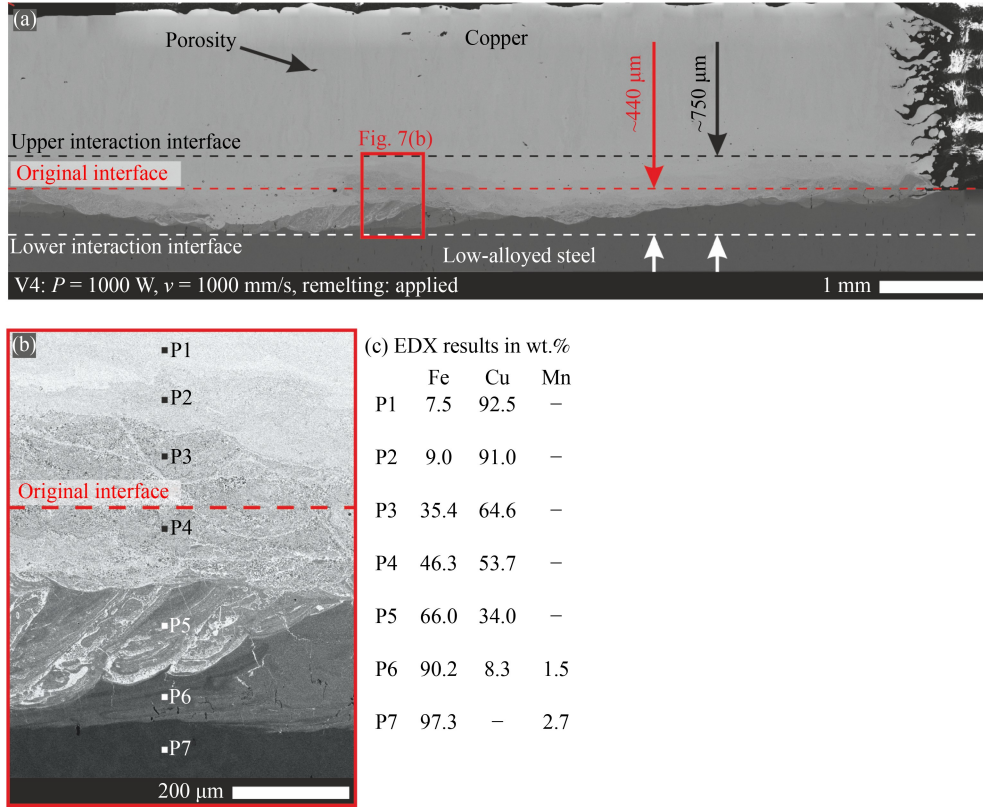 (a)
Porosity
Copper
~440 μm
~750 μm
Upper interaction interface
Fig. 7(b)
Original interface
Lower interaction interface
Low-alloyed steel
V4: P = 1000 W, v = 1000 mm/s, remelting: applied
1 mm
(b)
P1
P2
P3
Original interface
P4
P5
P6
P7
200 μm
(c) EDX results in wt.%
Fe Cu Mn
P1 7.5 92.5 –
P2 9.0 91.0 –
P3 35.4 64.6 –
P4 46.3 53.7 –
P5 66.0 34.0 –
P6 90.2 8.3 1.5
P7 97.3 – 2.7